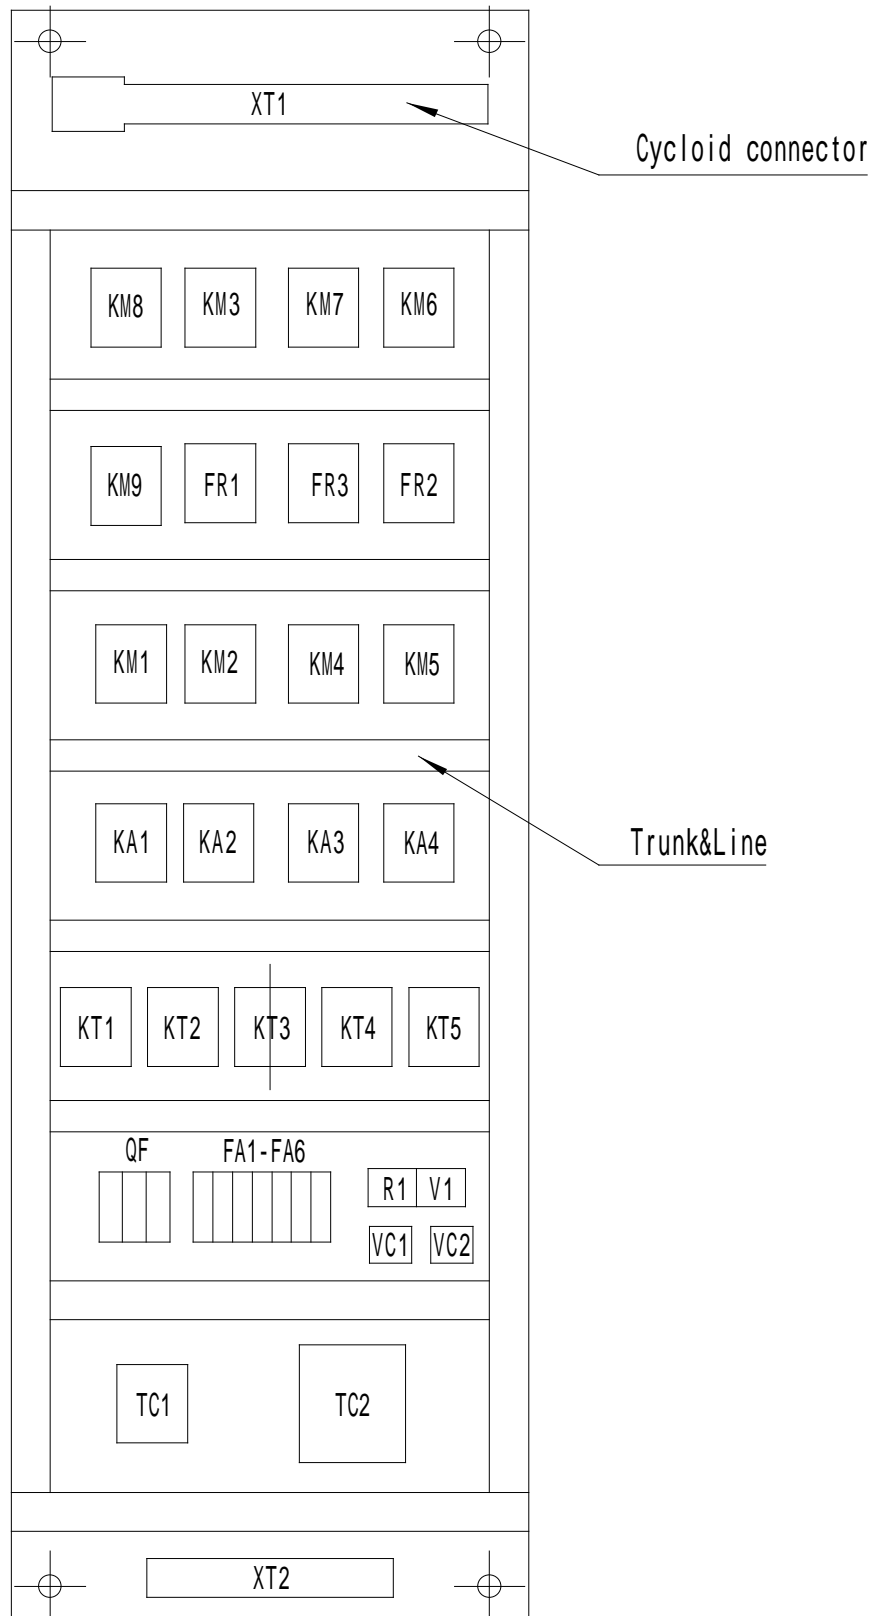 XT1
Cycloid connector
KM8 KM3 KM7 KM6
KM9 FR1 FR3 FR2
KM1 KM2 KM4 KM5
Trunk&Line
KA1 KA2 KA3 KA4
KT1 KT2 KT3 KT4 KT5
QF FA1-FA6
R1 V1
VC1 VC2
TC1 TC2
XT2